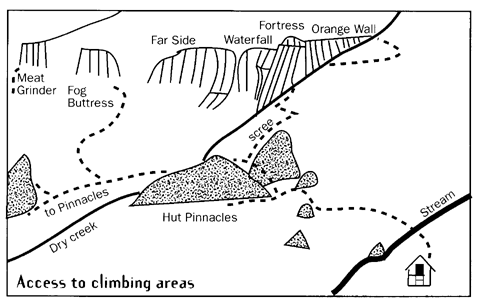 Fortress
Orange Wall
Waterfall
Far Side
Meat
Grinder
Fog
Buttress
scree
to Pinnacles
Hut Pinnacles
Stream
Dry creek
Access to climbing areas